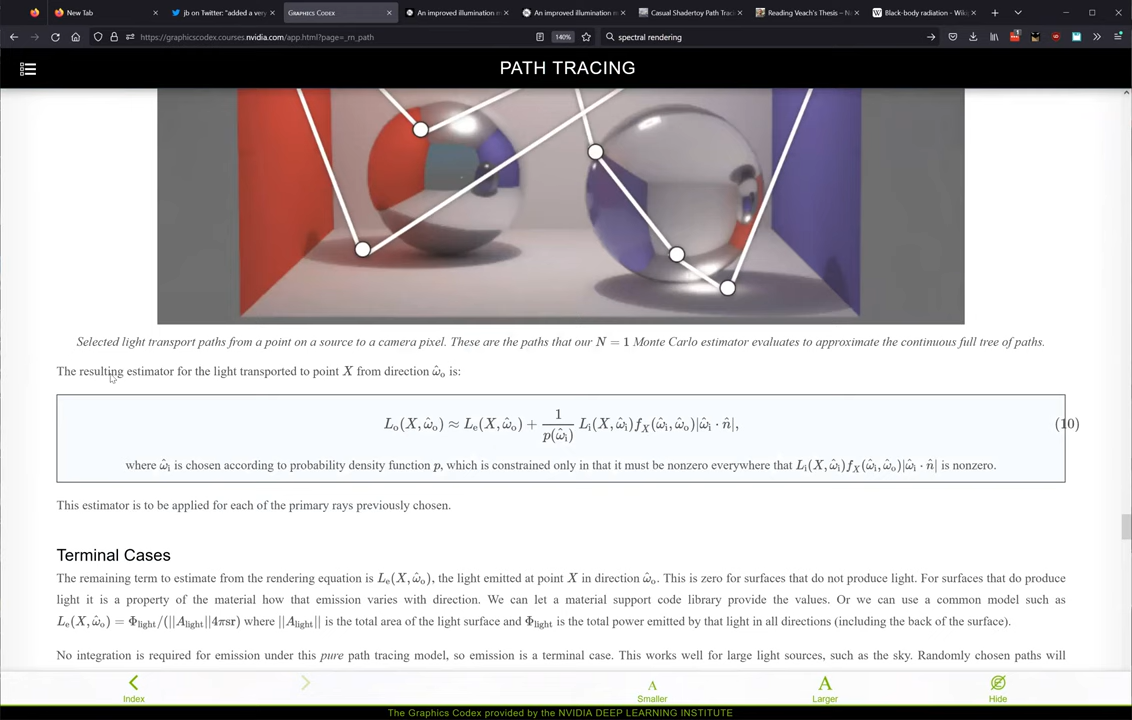 New Tab
jb on Twitter: "added a very
GRAPHICS CODEX
An improved illumination m
An improved illumination m
Casual Shadertoy Path Traci
Reading Veach's Thesis – N
Black-body radiation - Wiki
https://graphicscodex.courses.nvidia.com/app.html?page=_rn_path
140%
spectral rendering
PATH TRACING
Selected light transport paths from a point on a source to a camera pixel. These are the paths that our N = 1 Monte Carlo estimator evaluates to approximate the continuous full tree of paths.
The resulting estimator for the light transported to point X from direction ω̂ₒ is:
Lₒ(X, ω̂ₒ) ≈ Lₑ(X, ω̂ₒ) + 1/p(ω̂ᵢ) Lᵢ(X, ω̂ᵢ) f_X(ω̂ᵢ, ω̂ₒ)|ω̂ᵢ · n̂|, (10)
where ω̂ᵢ is chosen according to probability density function p, which is constrained only in that it must be nonzero everywhere that Lᵢ(X, ω̂ᵢ) f_X(ω̂ᵢ, ω̂ₒ)|ω̂ᵢ · n̂| is nonzero.
This estimator is to be applied for each of the primary rays previously chosen.
Terminal Cases
The remaining term to estimate from the rendering equation is Lₑ(X, ω̂ₒ), the light emitted at point X in direction ω̂ₒ. This is zero for surfaces that do not produce light. For surfaces that do produce
light it is a property of the material how that emission varies with direction. We can let a material support code library provide the values. Or we can use a common model such as
Lₑ(X, ω̂ₒ) = Φ_light/(||A_light||4πsr) where ||A_light|| is the total area of the light surface and Φ_light is the total power emitted by that light in all directions (including the back of the surface).
No integration is required for emission under this pure path tracing model, so emission is a terminal case. This works well for large light sources, such as the sky. Randomly chosen paths will
A A
Index Smaller Larger Hide
The Graphics Codex provided by the NVIDIA DEEP LEARNING INSTITUTE